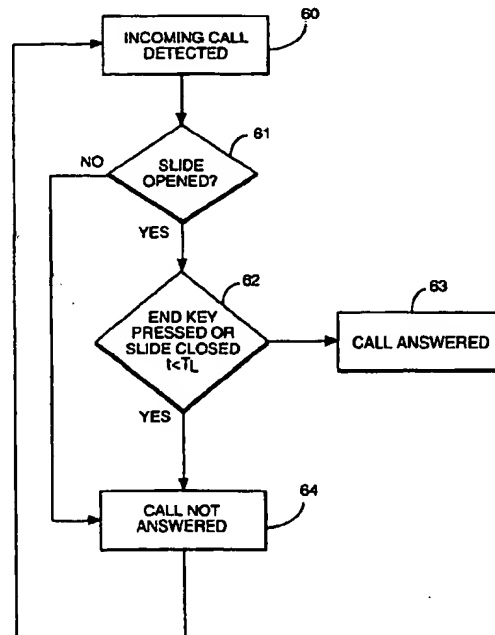 60
INCOMING CALL
DETECTED
61
NO
SLIDE
OPENED?
YES
62
END KEY
PRESSED OR
SLIDE CLOSED
t<TL
63
CALL ANSWERED
YES
64
CALL NOT
ANSWERED